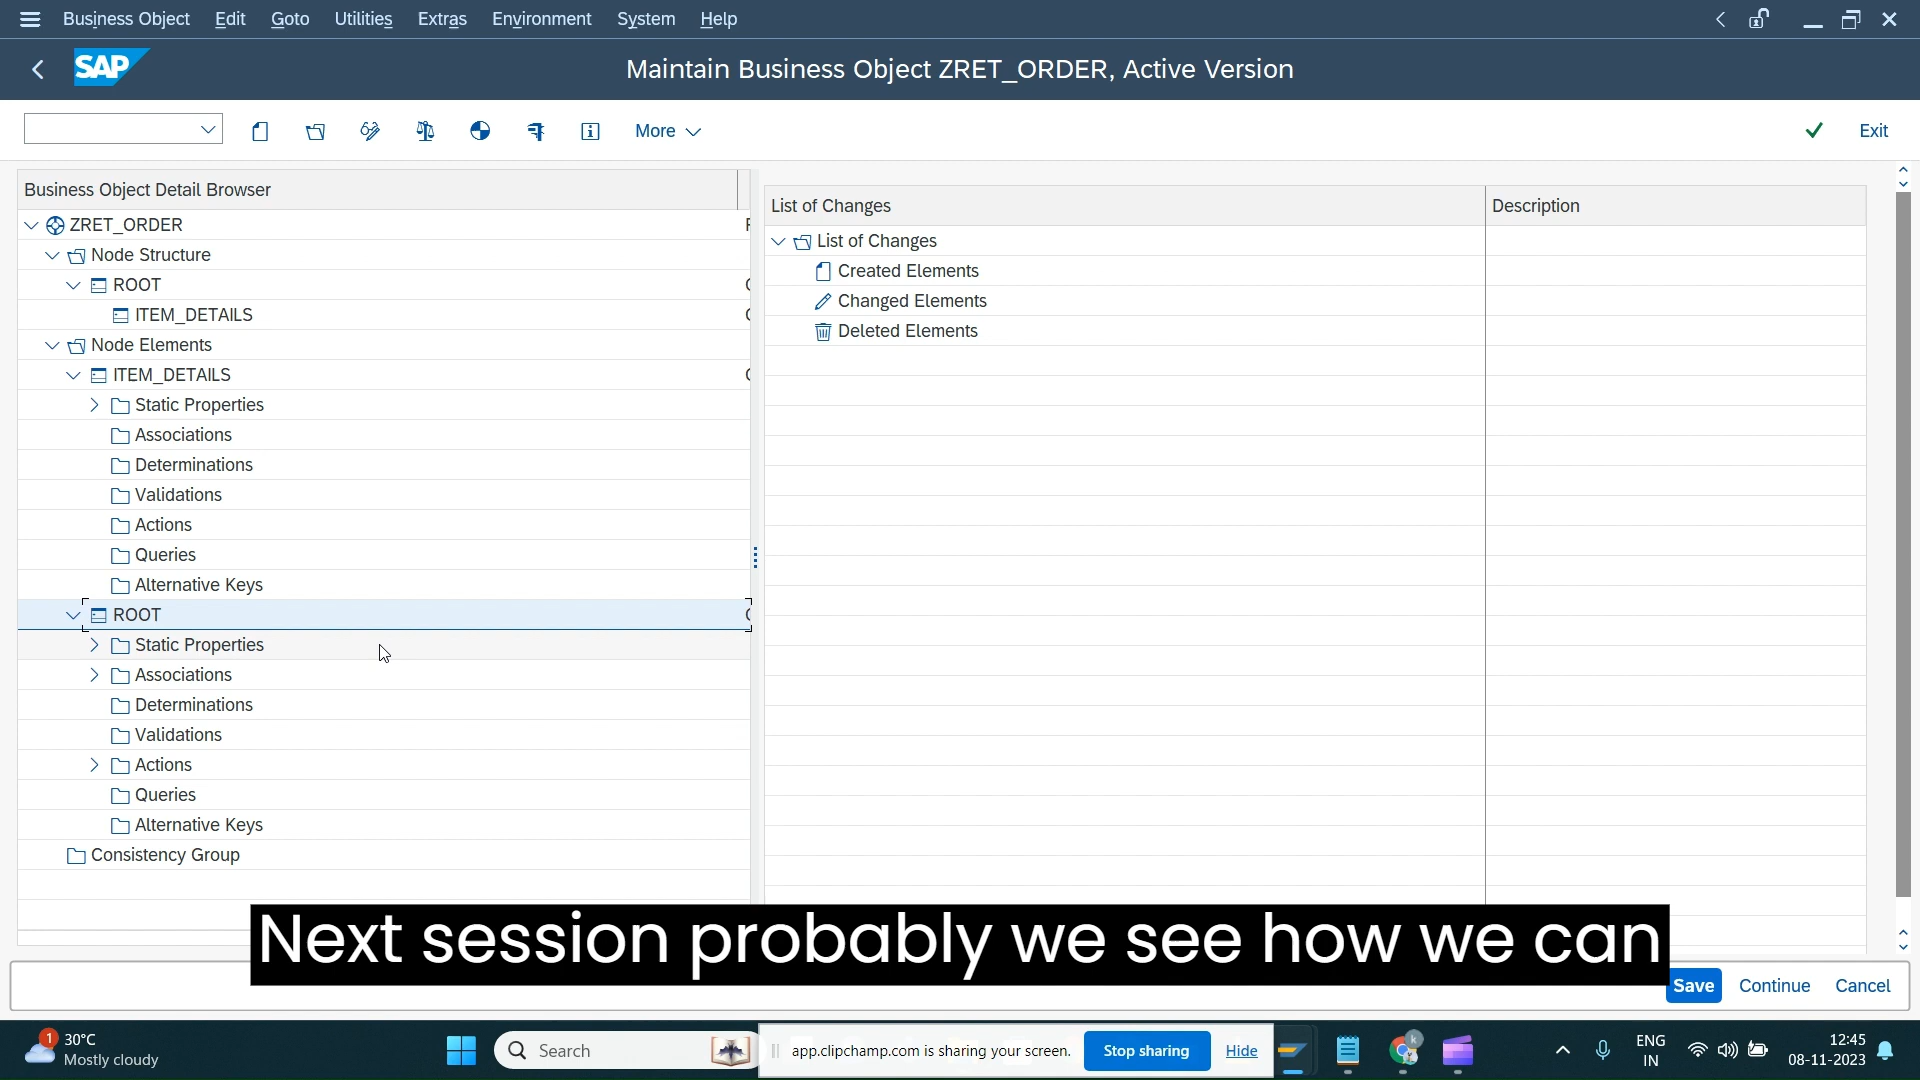 Business Object Edit Goto Utilities Extras Environment System Help
SAP
Maintain Business Object ZRET_ORDER, Active Version
More
Exit
Business Object Detail Browser
ZRET_ORDER
Node Structure
ROOT
ITEM_DETAILS
Node Elements
ITEM_DETAILS
Static Properties
Associations
Determinations
Validations
Actions
Queries
Alternative Keys
ROOT
Static Properties
Associations
Determinations
Validations
Actions
Queries
Alternative Keys
Consistency Group
List of Changes Description
List of Changes
Created Elements
Changed Elements
Deleted Elements
Next session probably we see how we can
Save Continue Cancel
1
30°C
Mostly cloudy
Search
app.clipchamp.com is sharing your screen. Stop sharing Hide
ENG
IN
12:45
08-11-2023